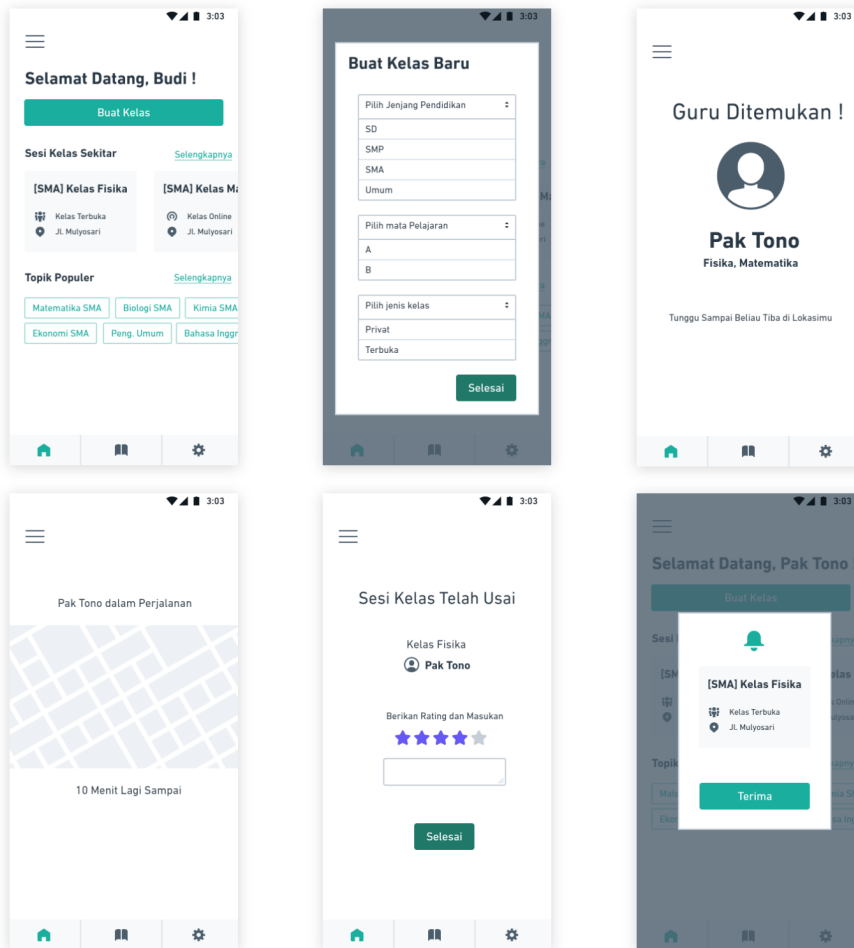 3:03
Selamat Datang, Budi !
Buat Kelas
Sesi Kelas Sekitar Selengkapnya
[SMA] Kelas Fisika
Kelas Terbuka
Jl. Mulyosari
[SMA] Kelas Ma
Kelas Online
Jl. Mulyosari
Topik Populer Selengkapnya
Matematika SMA Biologi SMA Kimia SMA
Ekonomi SMA Peng. Umum Bahasa Inggr
3:03
Buat Kelas Baru
Pilih Jenjang Pendidikan
SD
SMP
SMA
Umum
Pilih mata Pelajaran
A
B
Pilih jenis kelas
Privat
Terbuka
Selesai
3:03
Guru Ditemukan !
Pak Tono
Fisika, Matematika
Tunggu Sampai Beliau Tiba di Lokasimu
3:03
Pak Tono dalam Perjalanan
10 Menit Lagi Sampai
3:03
Sesi Kelas Telah Usai
Kelas Fisika
Pak Tono
Berikan Rating dan Masukan
Selesai
3:03
Selamat Datang, Pak Tono
Buat Kelas
Sesi
[SMA] Kelas Fisika
Kelas Terbuka
Jl. Mulyosari
Topik
Terima